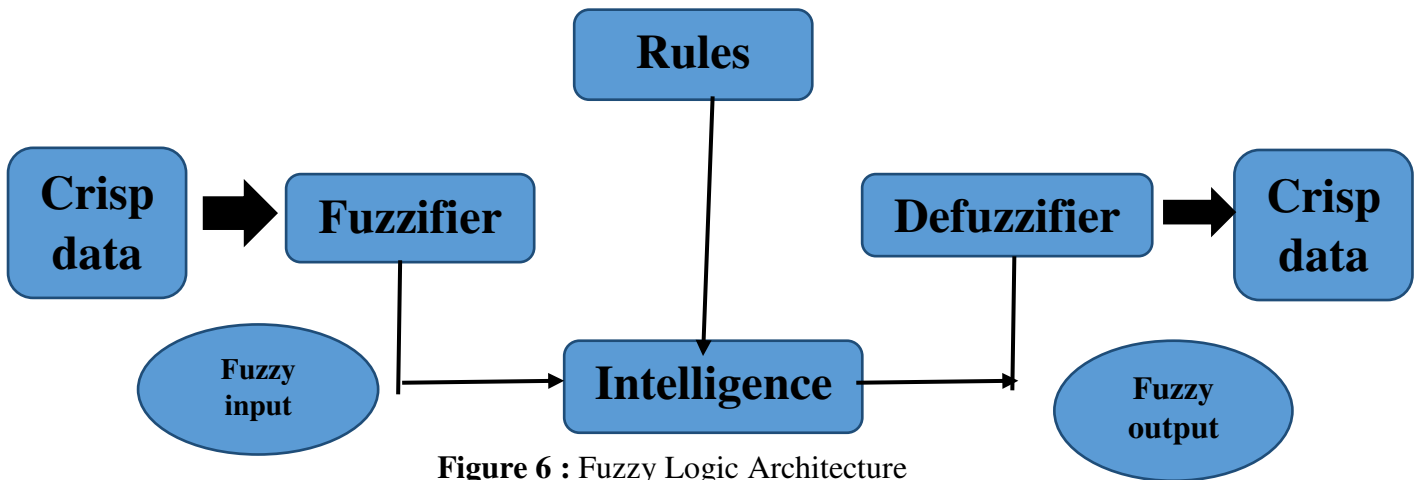 Rules
Crisp
data
Fuzzifier
Defuzzifier
Crisp
data
Fuzzy
input
Intelligence
Fuzzy
output
Figure 6 : Fuzzy Logic Architecture